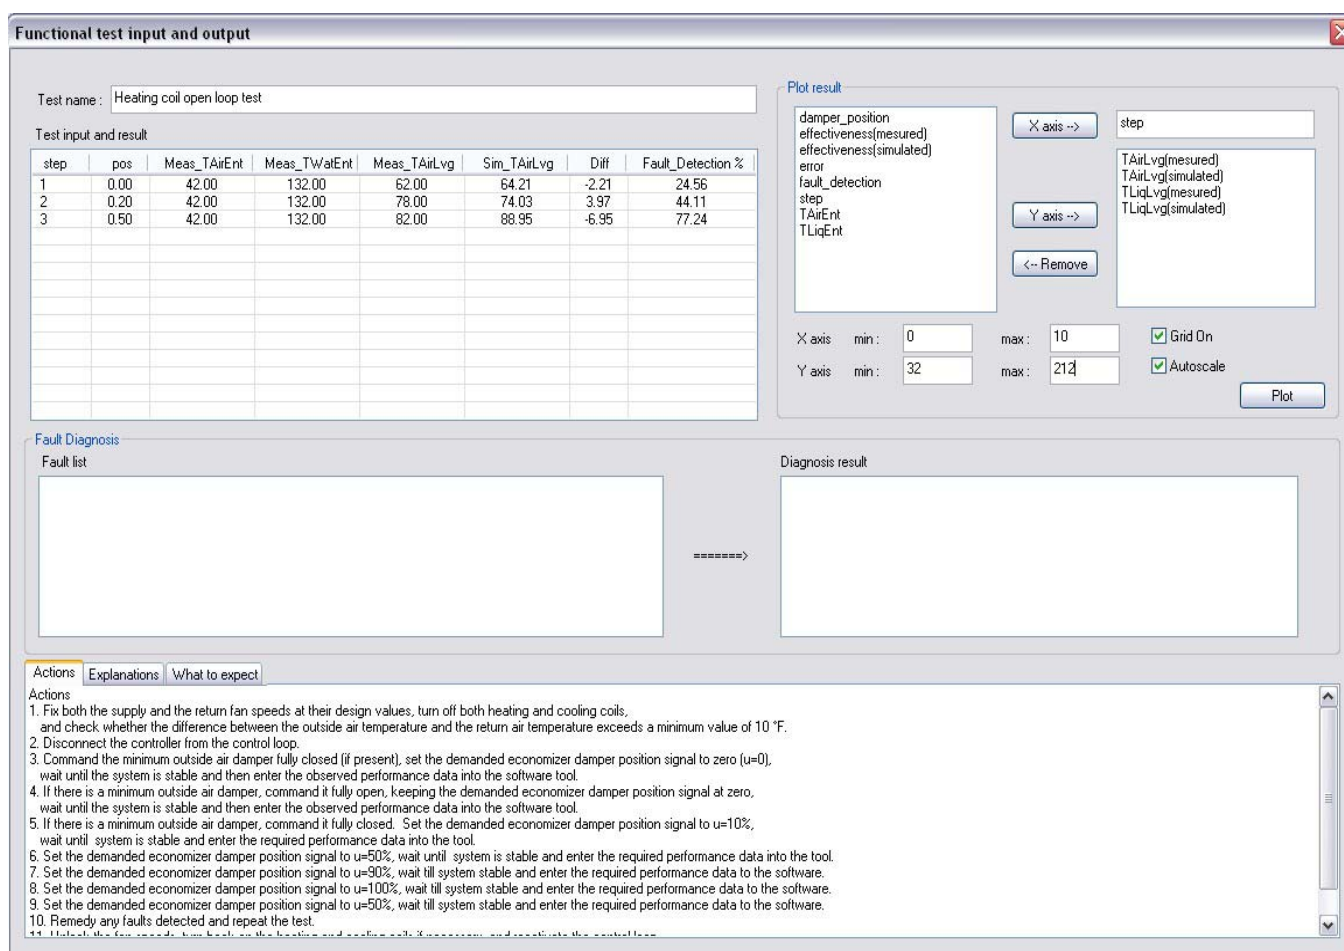 Functional test input and output
Test name : Heating coil open loop test
Test input and result
step pos Meas_TAirEnt Meas_TWatEnt Meas_TAirLvg Sim_TAirLvg Diff Fault_Detection %
1 0.00 42.00 132.00 62.00 64.21 -2.21 24.56
2 0.20 42.00 132.00 78.00 74.03 3.97 44.11
3 0.50 42.00 132.00 82.00 88.95 -6.95 77.24
Plot result
damper_position
effectiveness(mesured)
effectiveness(simulated)
error
fault_detection
step
TAirEnt
TLiqEnt
X axis -->
Y axis -->
<-- Remove
step
TAirLvg(mesured)
TAirLvg(simulated)
TLiqLvg(mesured)
TLiqLvg(simulated)
X axis min : 0 max : 10 Grid On
Y axis min : 32 max : 212 Autoscale
Plot
Fault Diagnosis
Fault list
=======>
Diagnosis result
Actions Explanations What to expect
Actions
1. Fix both the supply and the return fan speeds at their design values, turn off both heating and cooling coils,
and check whether the difference between the outside air temperature and the return air temperature exceeds a minimum value of 10 °F.
2. Disconnect the controller from the control loop.
3. Command the minimum outside air damper fully closed (if present), set the demanded economizer damper position signal to zero (u=0),
wait until the system is stable and then enter the observed performance data into the software tool.
4. If there is a minimum outside air damper, command it fully open, keeping the demanded economizer damper position signal at zero,
wait until the system is stable and then enter the observed performance data into the software tool.
5. If there is a minimum outside air damper, command it fully closed. Set the demanded economizer damper position signal to u=10%,
wait until system is stable and enter the required performance data into the tool.
6. Set the demanded economizer damper position signal to u=50%, wait until system is stable and enter the required performance data into the tool.
7. Set the demanded economizer damper position signal to u=90%, wait till system stable and enter the required performance data to the software.
8. Set the demanded economizer damper position signal to u=100%, wait till system stable and enter the required performance data to the software.
9. Set the demanded economizer damper position signal to u=50%, wait till system stable and enter the required performance data to the software.
10. Remedy any faults detected and repeat the test.